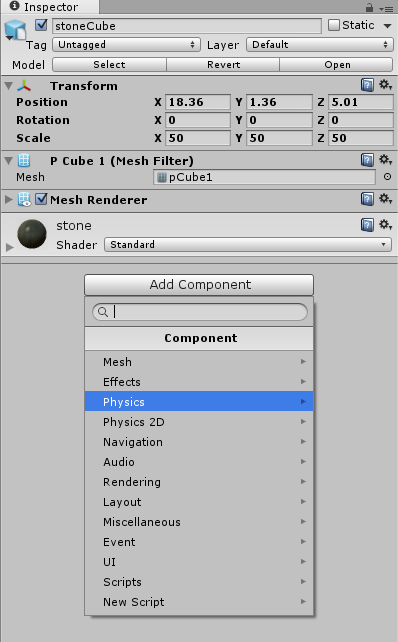 Inspector
stoneCube Static
Tag Untagged Layer Default
Model Select Revert Open
Transform
Position X 18.36 Y 1.36 Z 5.01
Rotation X 0 Y 0 Z 0
Scale X 50 Y 50 Z 50
P Cube 1 (Mesh Filter)
Mesh pCube1
Mesh Renderer
stone
Shader Standard
Add Component
Component
Mesh
Effects
Physics
Physics 2D
Navigation
Audio
Rendering
Layout
Miscellaneous
Event
UI
Scripts
New Script